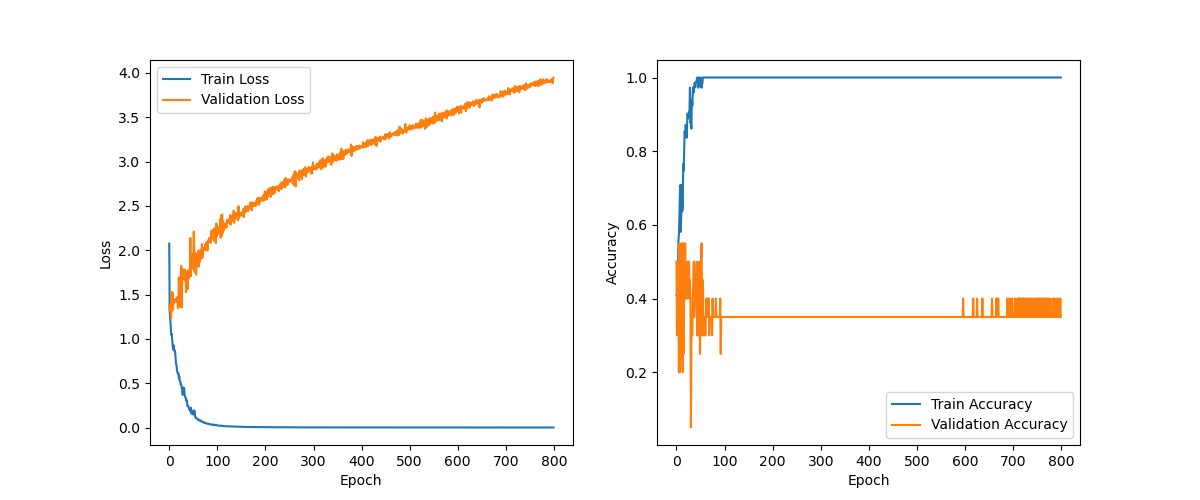 4.0
3.5
3.0
2.5
2.0
1.5
1.0
0.5
0.0
Loss
Train Loss
Validation Loss
0 100 200 300 400 500 600 700 800
Epoch
1.0
0.8
0.6
0.4
0.2
Accuracy
Train Accuracy
Validation Accuracy
0 100 200 300 400 500 600 700 800
Epoch